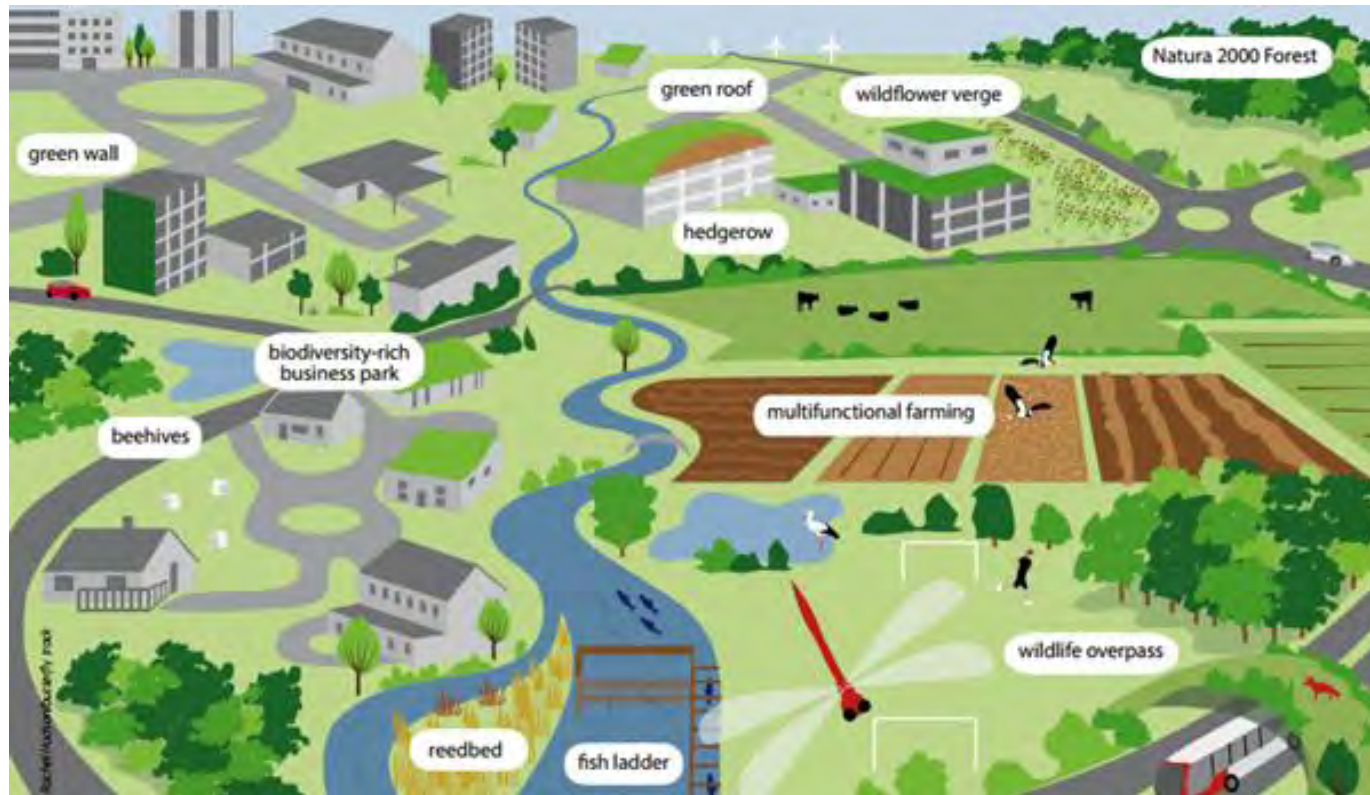 Natura 2000 Forest
green roof
wildflower verge
green wall
hedgerow
biodiversity-rich
business park
multifunctional farming
beehives
wildlife overpass
reedbed
fish ladder